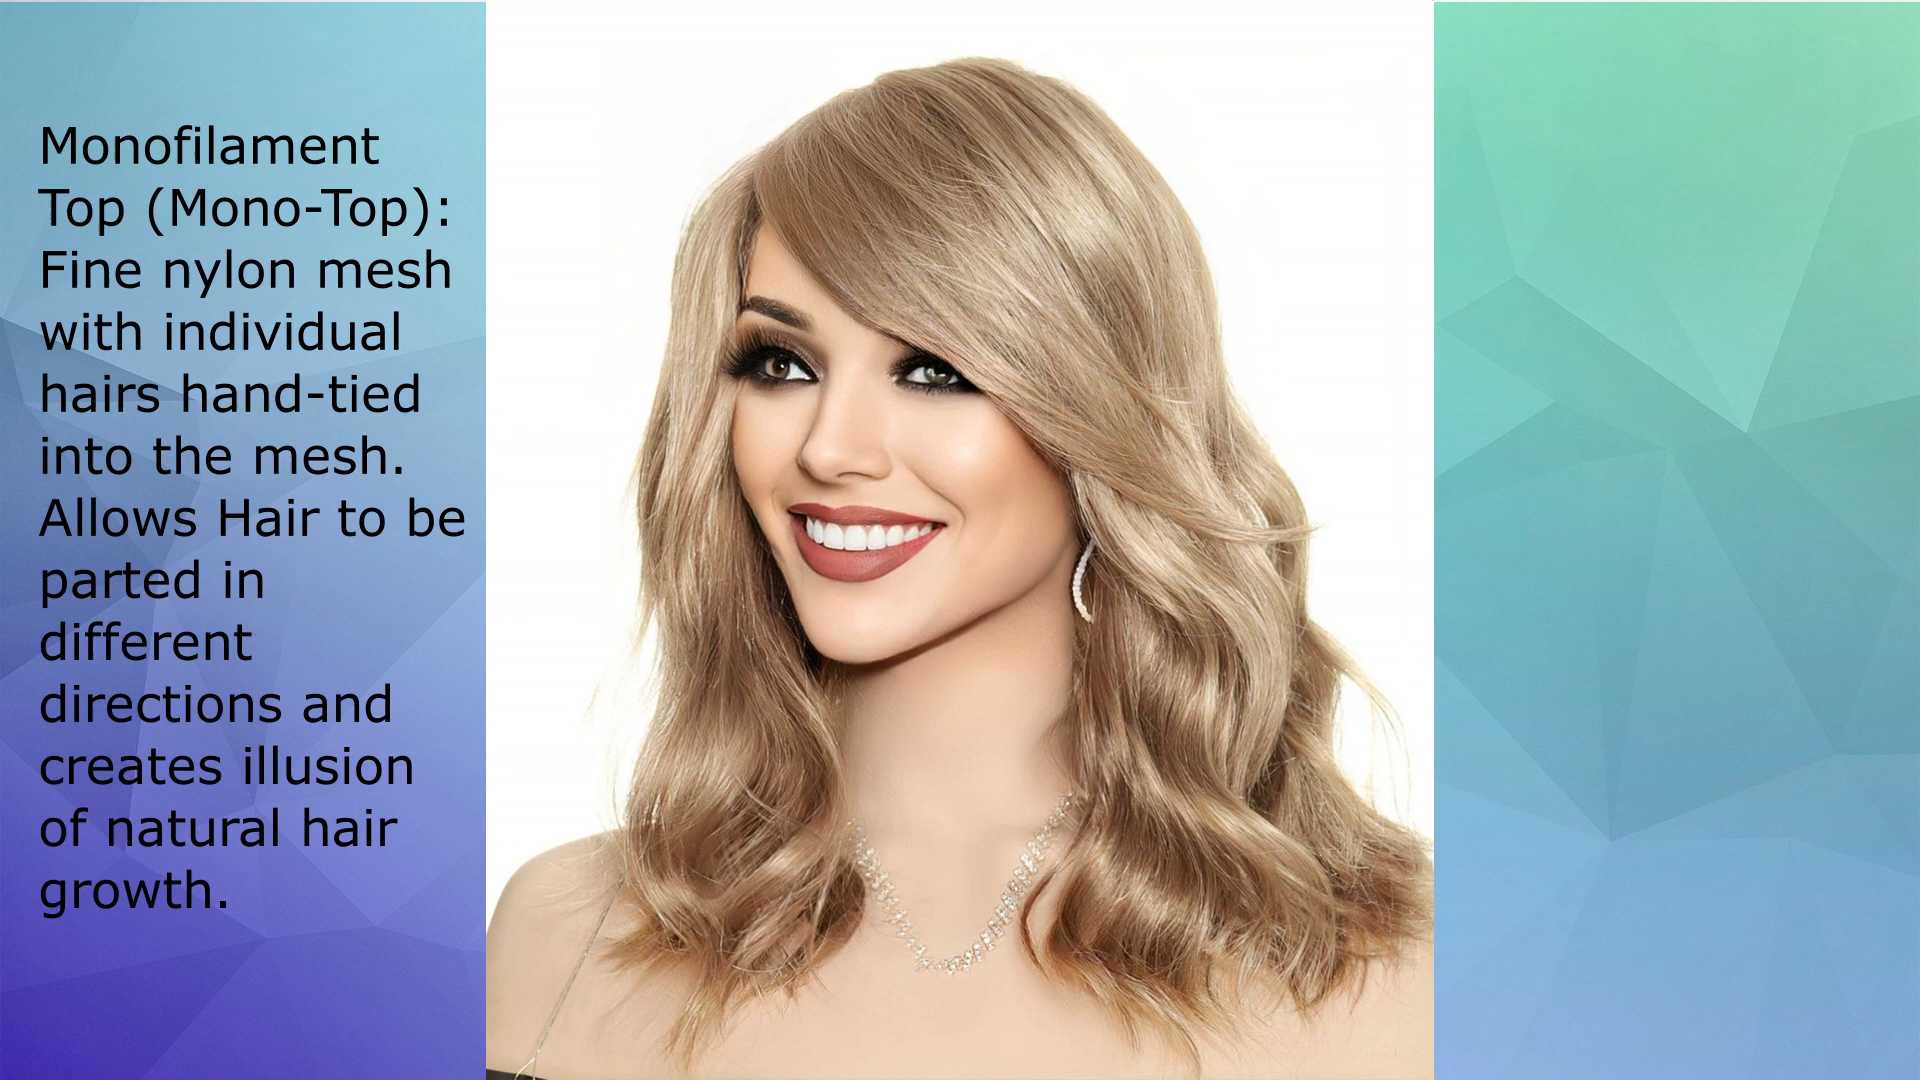 Monofilament
Top (Mono-Top):
Fine nylon mesh
with individual
hairs hand-tied
into the mesh.
Allows Hair to be
parted in
different
directions and
creates illusion
of natural hair
growth.